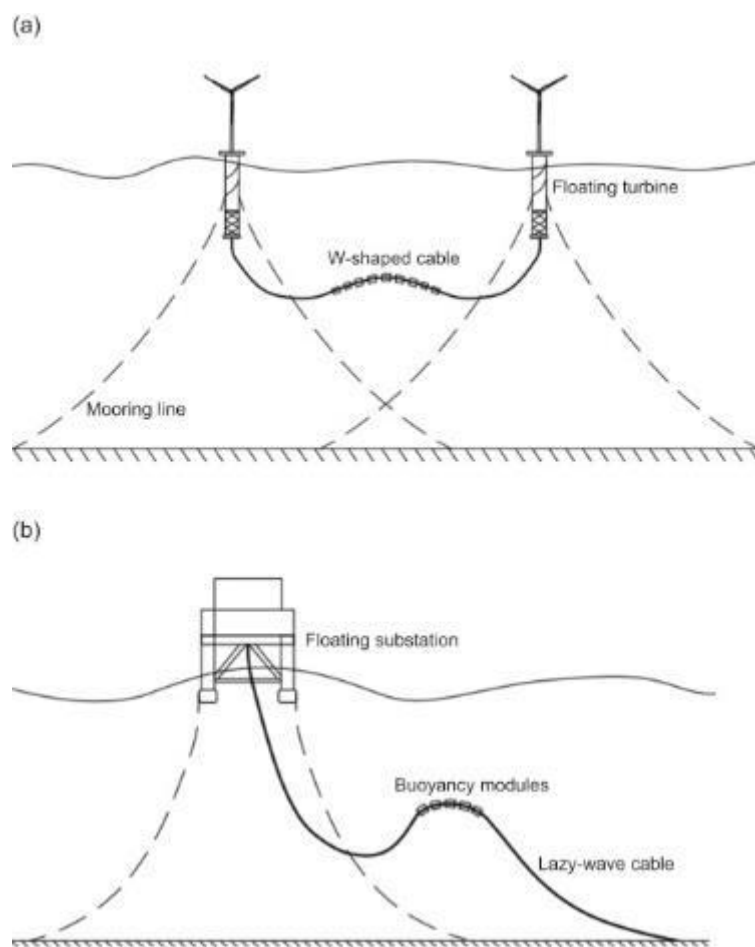 (a)
Floating turbine
W-shaped cable
Mooring line
(b)
Floating substation
Buoyancy modules
Lazy-wave cable